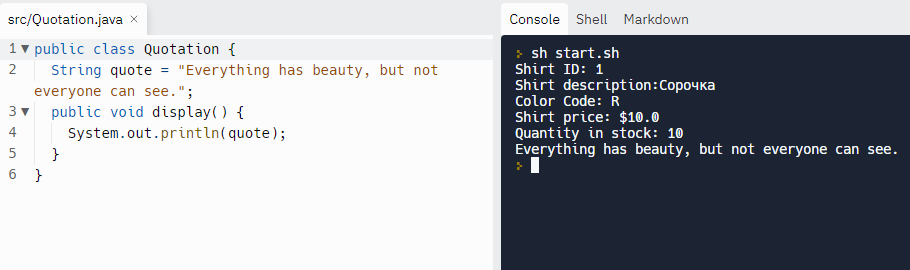 src/Quotation.java ×
1 public class Quotation {
2 String quote = "Everything has beauty, but not
everyone can see.";
3 public void display() {
4 System.out.println(quote);
5 }
6 }
Console Shell Markdown
sh start.sh
Shirt ID: 1
Shirt description:Сорочка
Color Code: R
Shirt price: $10.0
Quantity in stock: 10
Everything has beauty, but not everyone can see.